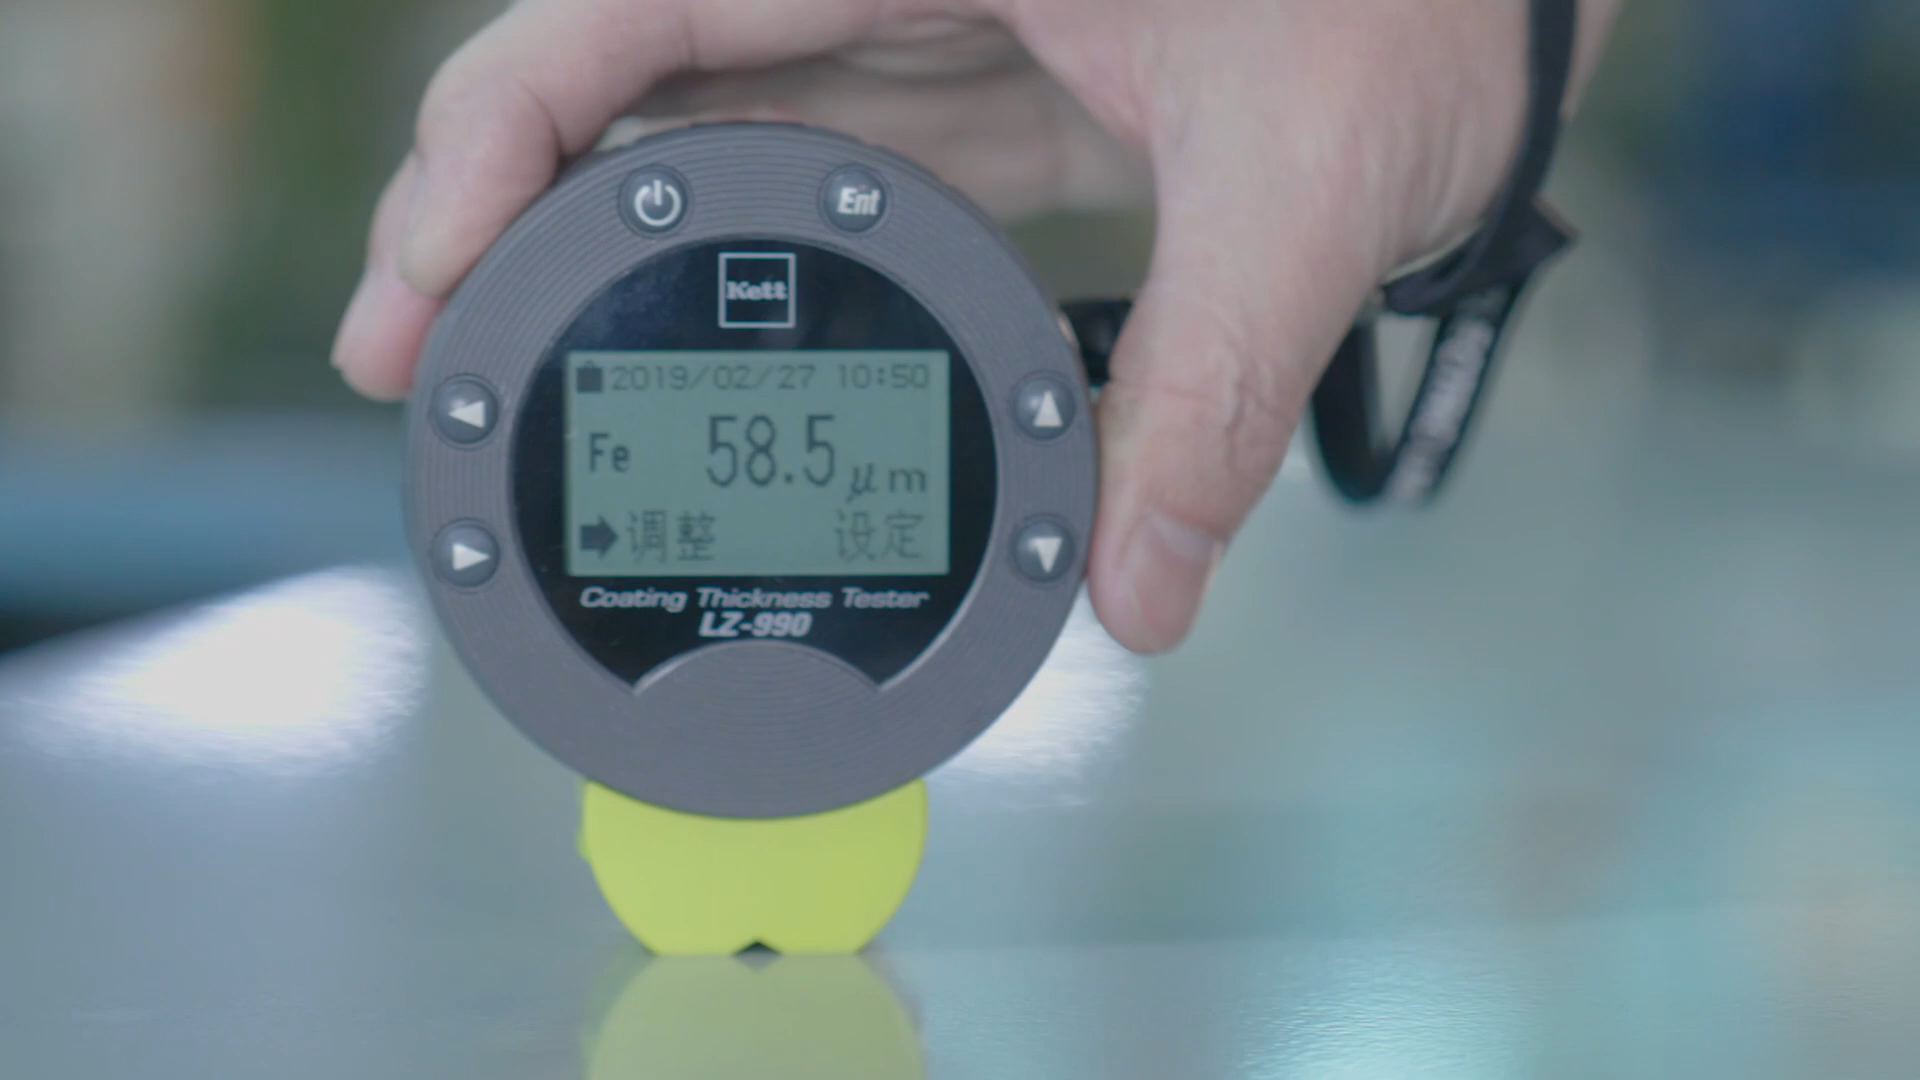 Ent
Kett
2019/02/27 10:50
Fe 58.5 μm
➡调整 设定
Coating Thickness Tester
LZ-990